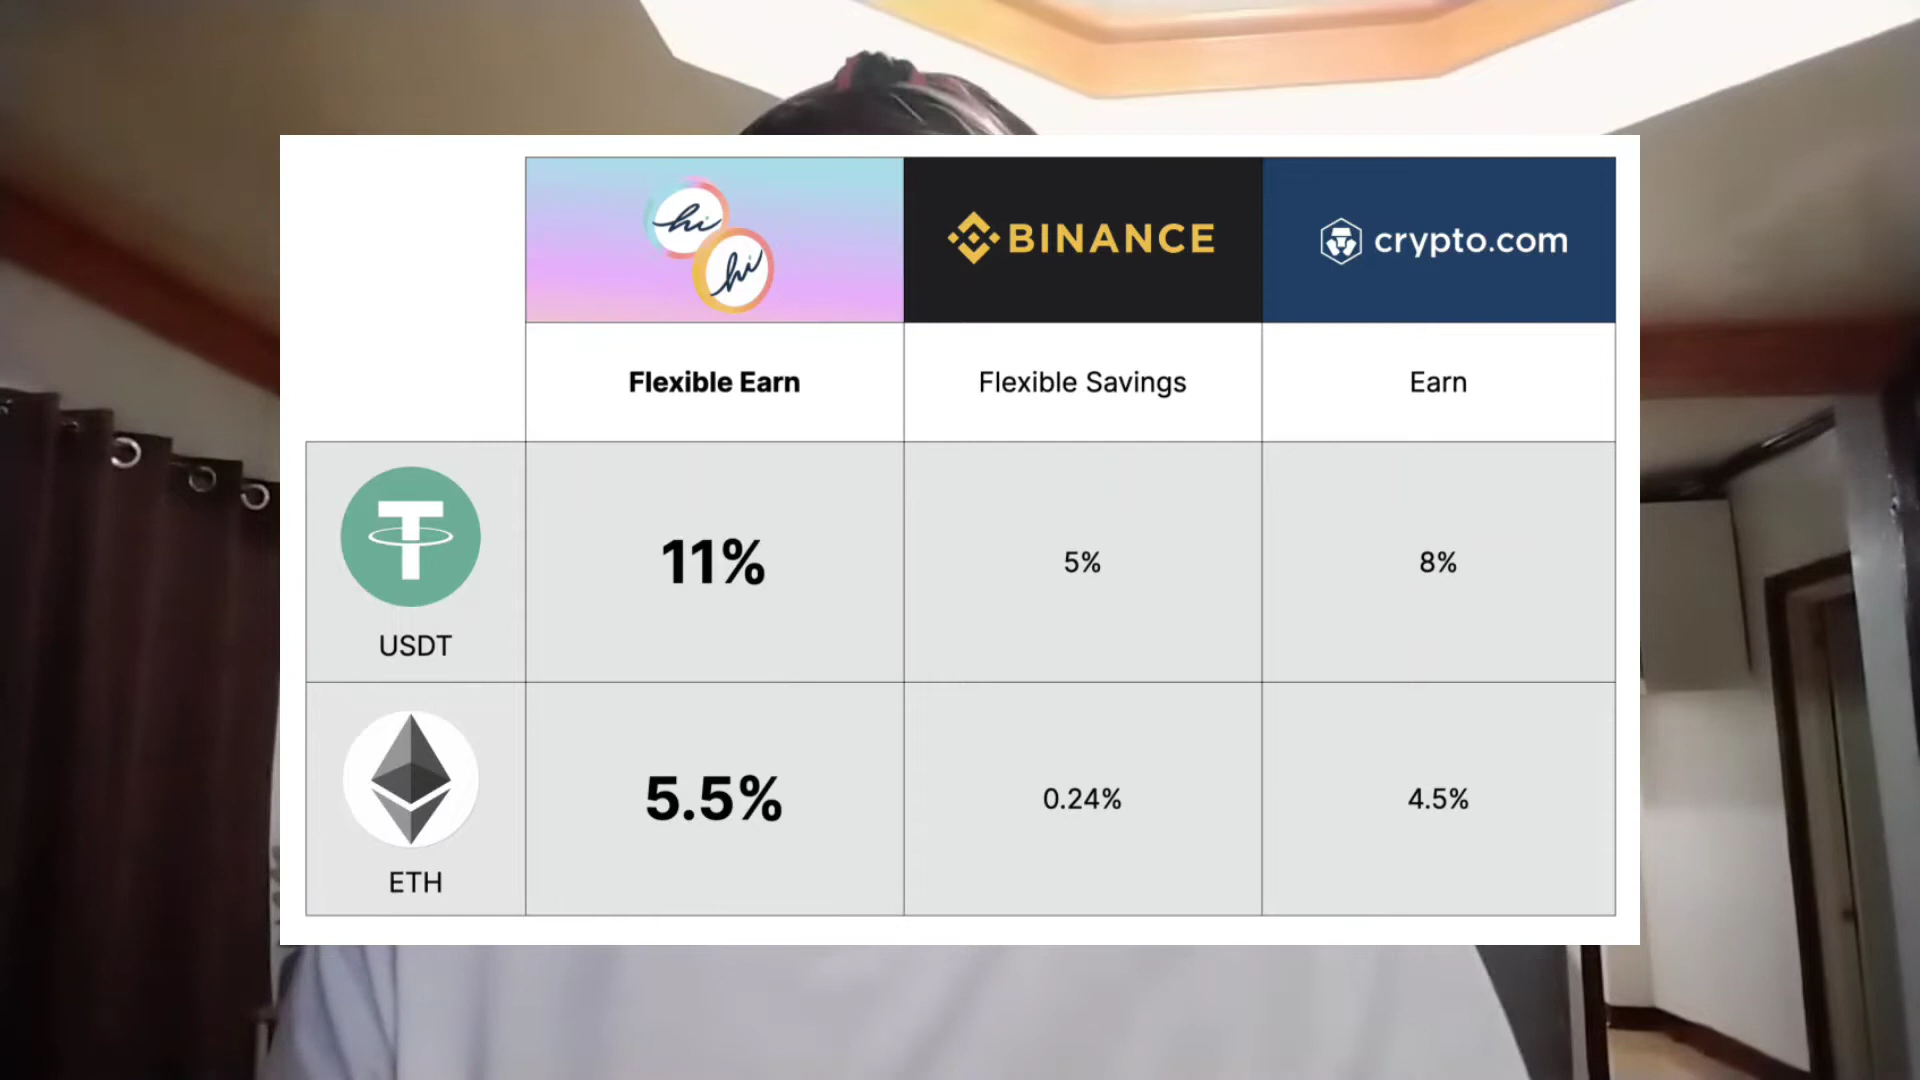 hi
hi
BINANCE
crypto.com
Flexible Earn
Flexible Savings
Earn
USDT
11%
5%
8%
ETH
5.5%
0.24%
4.5%